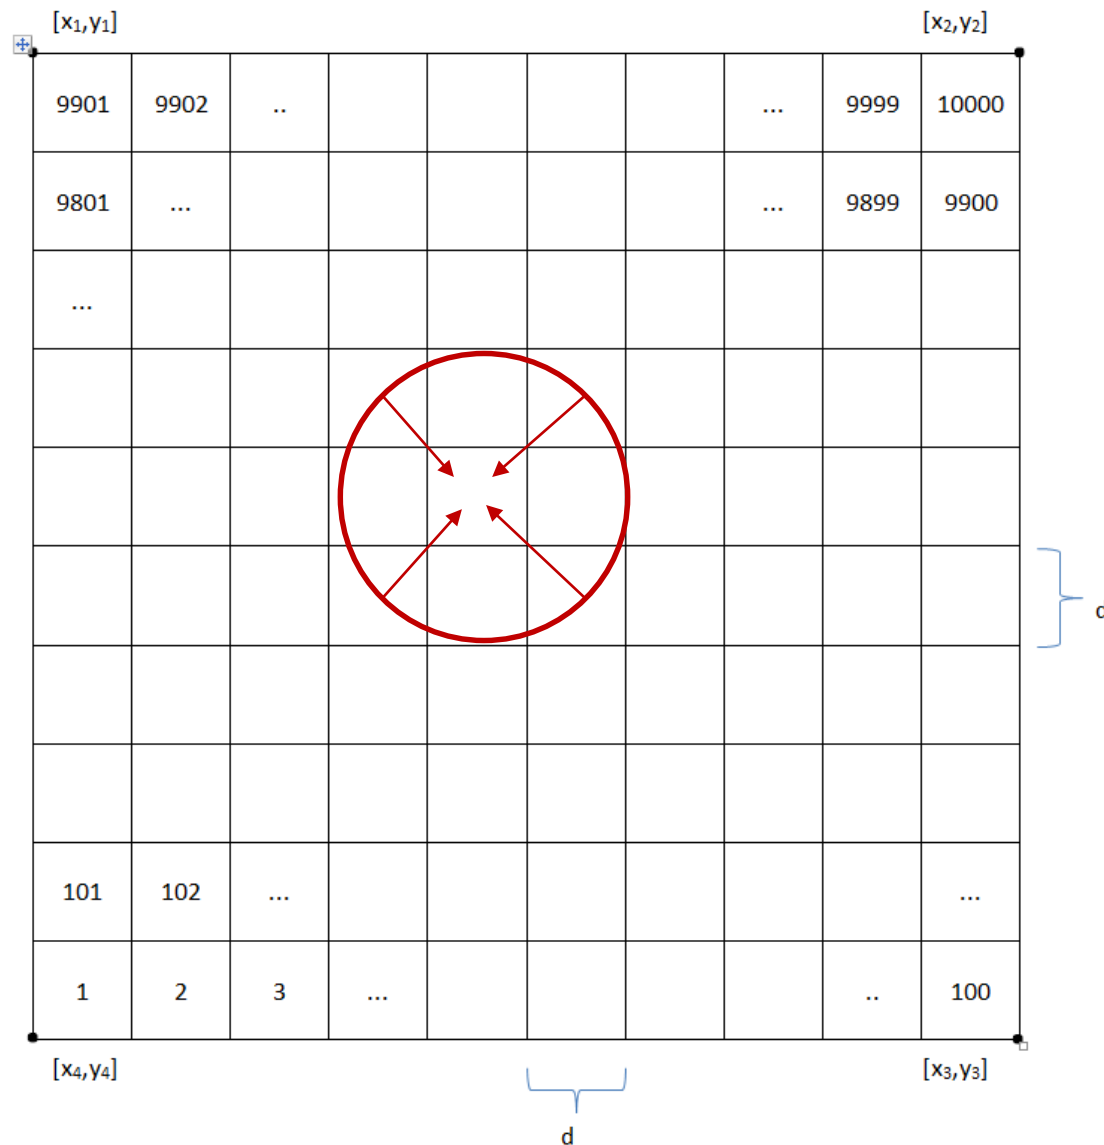 [x₁,y₁] [x₂,y₂]
9901 9902 .. ... 9999 10000
9801 ... ... 9899 9900
...
d
101 102 ... ...
1 2 3 ... .. 100
[x₄,y₄] [x₃,y₃]
d